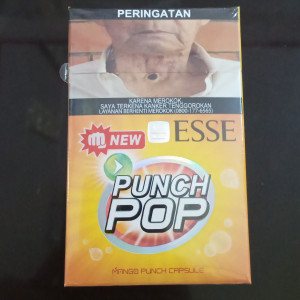 PERINGATAN
KARENA MEROKOK,
SAYA TERKENA KANKER TENGGOROKAN
LAYANAN BERHENTI MEROKOK (0800-177-6565)
NEW
ESSE
PUNCH
POP
MANGO PUNCH CAPSULE